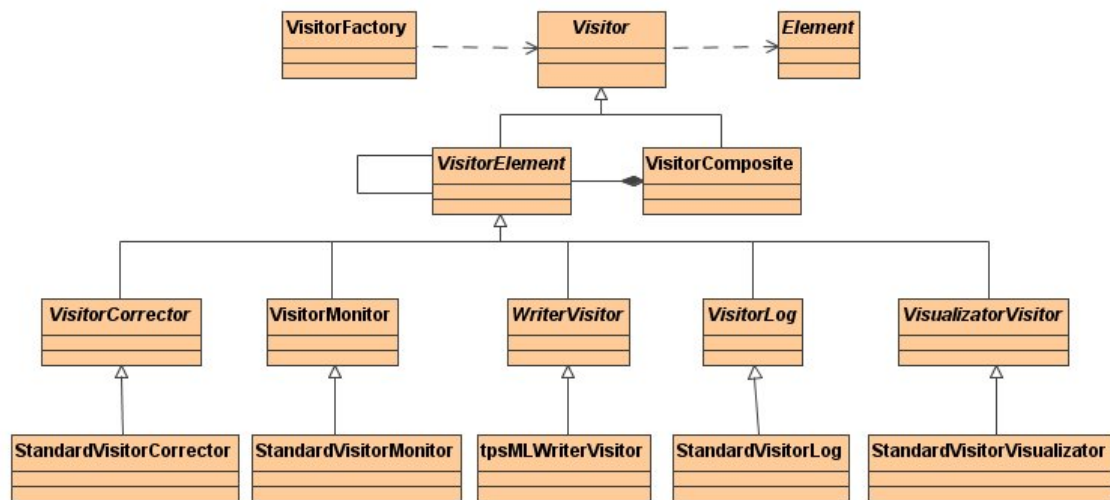 VisitorFactory
Visitor
Element
VisitorElement
VisitorComposite
VisitorCorrector
VisitorMonitor
WriterVisitor
VisitorLog
VisualizatorVisitor
StandardVisitorCorrector
StandardVisitorMonitor
tpsMLWriterVisitor
StandardVisitorLog
StandardVisitorVisualizator